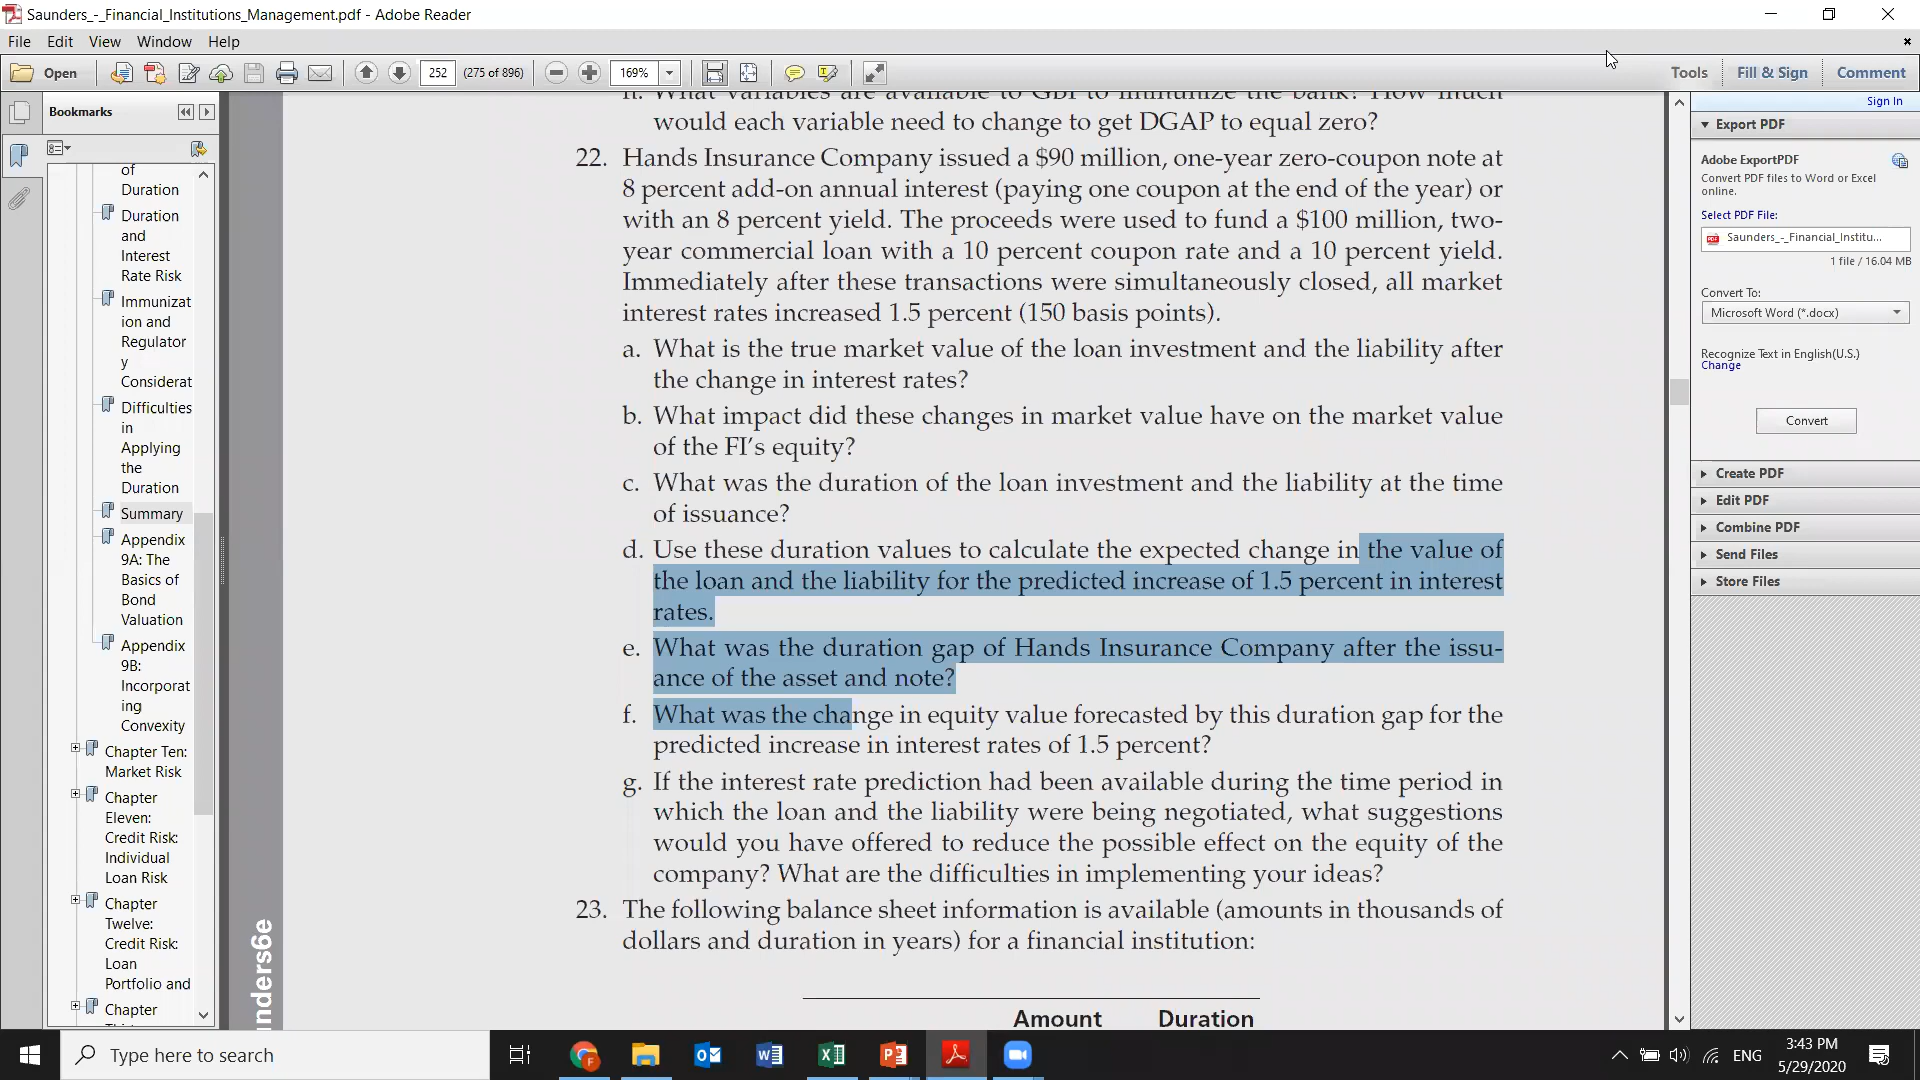 Saunders_-_Financial_Institutions_Management.pdf - Adobe Reader
File Edit View Window Help
Open 252 (275 of 896) 169% Tools Fill & Sign Comment
Bookmarks
of
Duration
Duration
and
Interest
Rate Risk
Immunizat
ion and
Regulator
y
Considerat
Difficulties
in
Applying
the
Duration
Summary
Appendix
9A: The
Basics of
Bond
Valuation
Appendix
9B:
Incorporat
ing
Convexity
Chapter Ten:
Market Risk
Chapter
Eleven:
Credit Risk:
Individual
Loan Risk
Chapter
Twelve:
Credit Risk:
Loan
Portfolio and
Chapter
nders6e
h. What variables are available to GBI to immunize the bank? How much
would each variable need to change to get DGAP to equal zero?
22. Hands Insurance Company issued a $90 million, one-year zero-coupon note at
8 percent add-on annual interest (paying one coupon at the end of the year) or
with an 8 percent yield. The proceeds were used to fund a $100 million, two-
year commercial loan with a 10 percent coupon rate and a 10 percent yield.
Immediately after these transactions were simultaneously closed, all market
interest rates increased 1.5 percent (150 basis points).
a. What is the true market value of the loan investment and the liability after
the change in interest rates?
b. What impact did these changes in market value have on the market value
of the FI's equity?
c. What was the duration of the loan investment and the liability at the time
of issuance?
d. Use these duration values to calculate the expected change in the value of
the loan and the liability for the predicted increase of 1.5 percent in interest
rates.
e. What was the duration gap of Hands Insurance Company after the issu-
ance of the asset and note?
f. What was the change in equity value forecasted by this duration gap for the
predicted increase in interest rates of 1.5 percent?
g. If the interest rate prediction had been available during the time period in
which the loan and the liability were being negotiated, what suggestions
would you have offered to reduce the possible effect on the equity of the
company? What are the difficulties in implementing your ideas?
23. The following balance sheet information is available (amounts in thousands of
dollars and duration in years) for a financial institution:
Amount Duration
Sign In
Export PDF
Adobe ExportPDF
Convert PDF files to Word or Excel
online.
Select PDF File:
Saunders_-_Financial_Institu...
1 file / 16.04 MB
Convert To:
Microsoft Word (*.docx)
Recognize Text in English(U.S.)
Change
Convert
Create PDF
Edit PDF
Combine PDF
Send Files
Store Files
Type here to search
ENG
3:43 PM
5/29/2020